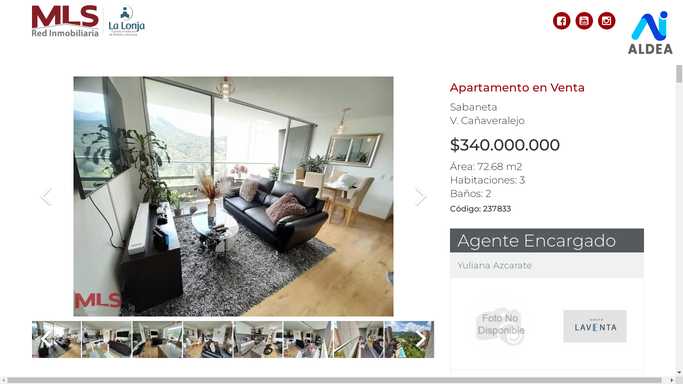 MLS
Red Inmobiliaria
La Lonja
ALDEA
Apartamento en Venta
Sabaneta
V. Cañaveralejo
$340.000.000
Área: 72.68 m2
Habitaciones: 3
Baños: 2
Código: 237833
Agente Encargado
Yuliana Azcarate
Foto No
Disponible
LAVENTA
MLS